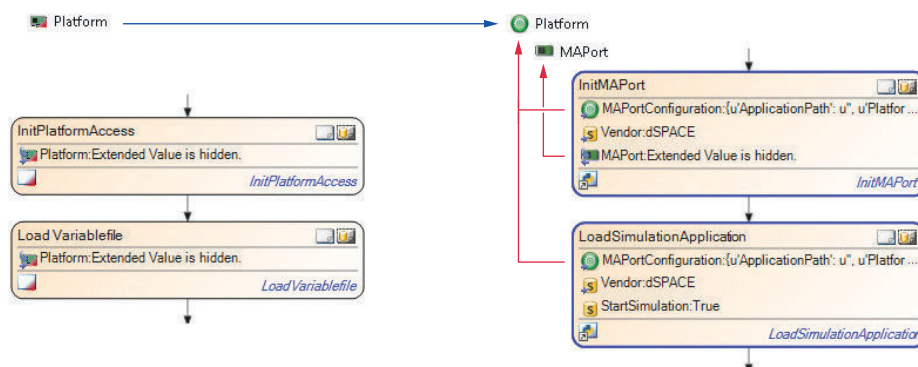 Platform
InitPlatformAccess
Platform:Extended Value is hidden.
InitPlatformAccess
Load Variablefile
Platform:Extended Value is hidden.
LoadVariablefile
Platform
MAPort
InitMAPort
MAPortConfiguration:{u'ApplicationPath': u'', u'Platfor ...
Vendor:dSPACE
MAPort:Extended Value is hidden.
InitMAPort
LoadSimulationApplication
MAPortConfiguration:{u'ApplicationPath': u'', u'Platfor ...
Vendor:dSPACE
StartSimulation:True
LoadSimulationApplication